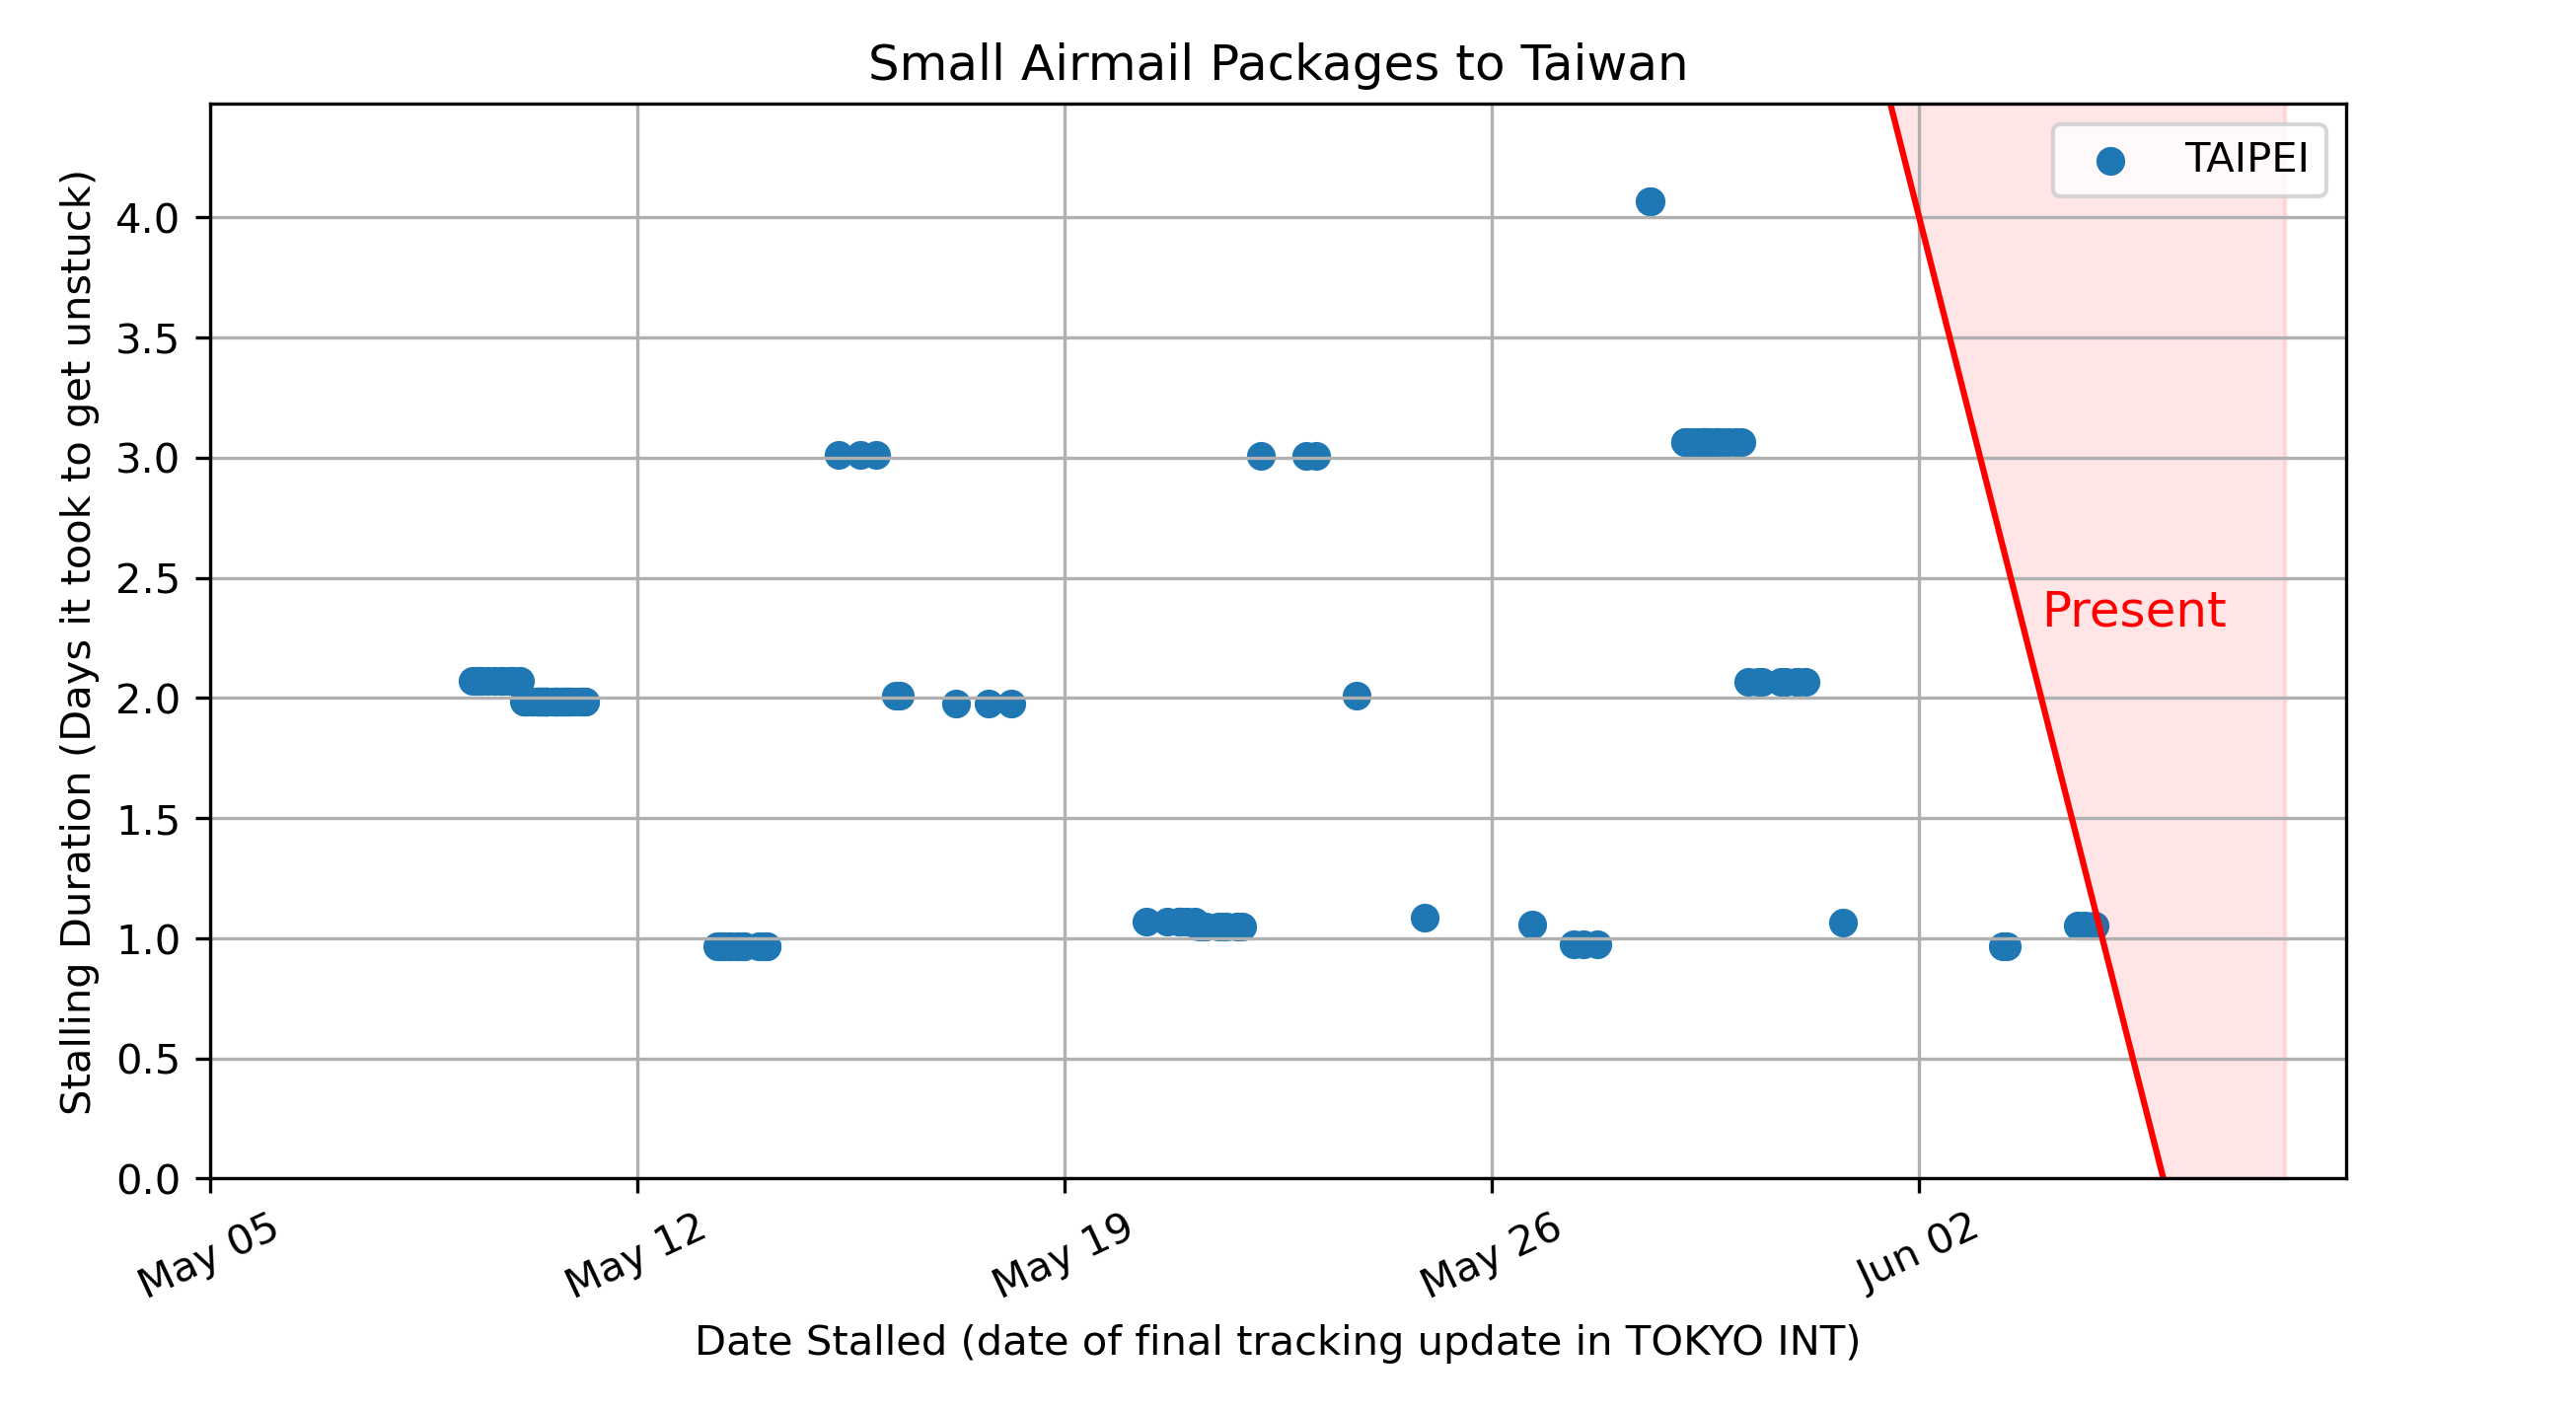 Small Airmail Packages to Taiwan
TAIPEI
Stalling Duration (Days it took to get unstuck)
4.0
3.5
3.0
2.5
2.0
1.5
1.0
0.5
0.0
Present
May 05
May 12
May 19
May 26
Jun 02
Date Stalled (date of final tracking update in TOKYO INT)